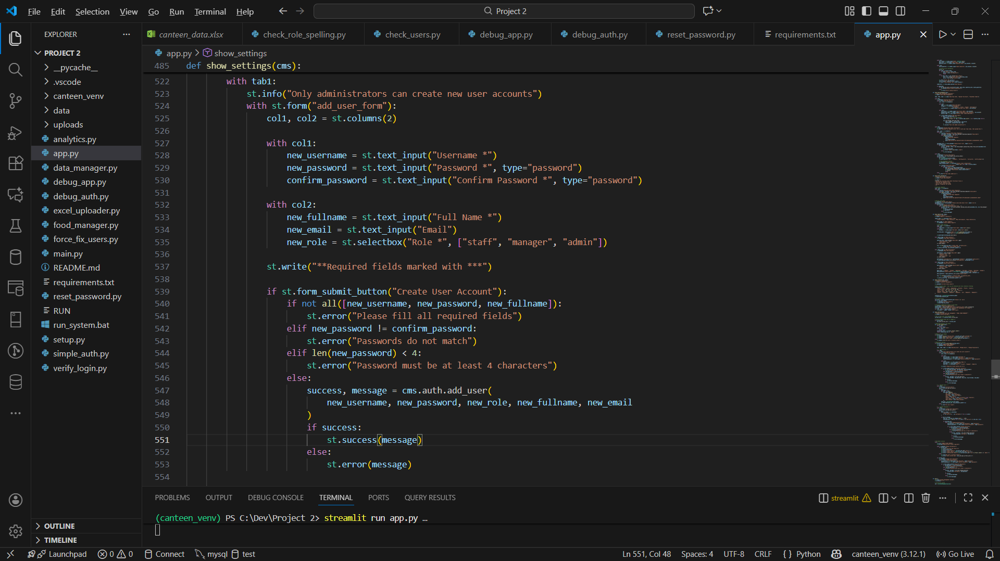 File Edit Selection View Go Run Terminal Help
Project 2
EXPLORER
PROJECT 2
__pycache__
.vscode
canteen_venv
data
uploads
analytics.py
app.py
data_manager.py
debug_app.py
debug_auth.py
excel_uploader.py
food_manager.py
force_fix_users.py
main.py
README.md
requirements.txt
reset_password.py
RUN
run_system.bat
setup.py
simple_auth.py
verify_login.py
OUTLINE
TIMELINE
canteen_data.xlsx check_role_spelling.py check_users.py debug_app.py debug_auth.py reset_password.py requirements.txt app.py
app.py > show_settings
485 def show_settings(cms):
522 with tab1:
523 st.info("Only administrators can create new user accounts")
524 with st.form("add_user_form"):
525 col1, col2 = st.columns(2)
526
527 with col1:
528 new_username = st.text_input("Username *")
529 new_password = st.text_input("Password *", type="password")
530 confirm_password = st.text_input("Confirm Password *", type="password")
531
532 with col2:
533 new_fullname = st.text_input("Full Name *")
534 new_email = st.text_input("Email")
535 new_role = st.selectbox("Role *", ["staff", "manager", "admin"])
536
537 st.write("**Required fields marked with ***")
538
539 if st.form_submit_button("Create User Account"):
540 if not all([new_username, new_password, new_fullname]):
541 st.error("Please fill all required fields")
542 elif new_password != confirm_password:
543 st.error("Passwords do not match")
544 elif len(new_password) < 4:
545 st.error("Password must be at least 4 characters")
546 else:
547 success, message = cms.auth.add_user(
548 new_username, new_password, new_role, new_fullname, new_email
549 )
550 if success:
551 st.success(message)
552 else:
553 st.error(message)
554
PROBLEMS OUTPUT DEBUG CONSOLE TERMINAL PORTS QUERY RESULTS
streamlit
(canteen_venv) PS C:\Dev\Project 2> streamlit run app.py …
Launchpad 0 0 Connect mysql test
Ln 551, Col 48 Spaces: 4 UTF-8 CRLF { } Python canteen_venv (3.12.1) Go Live